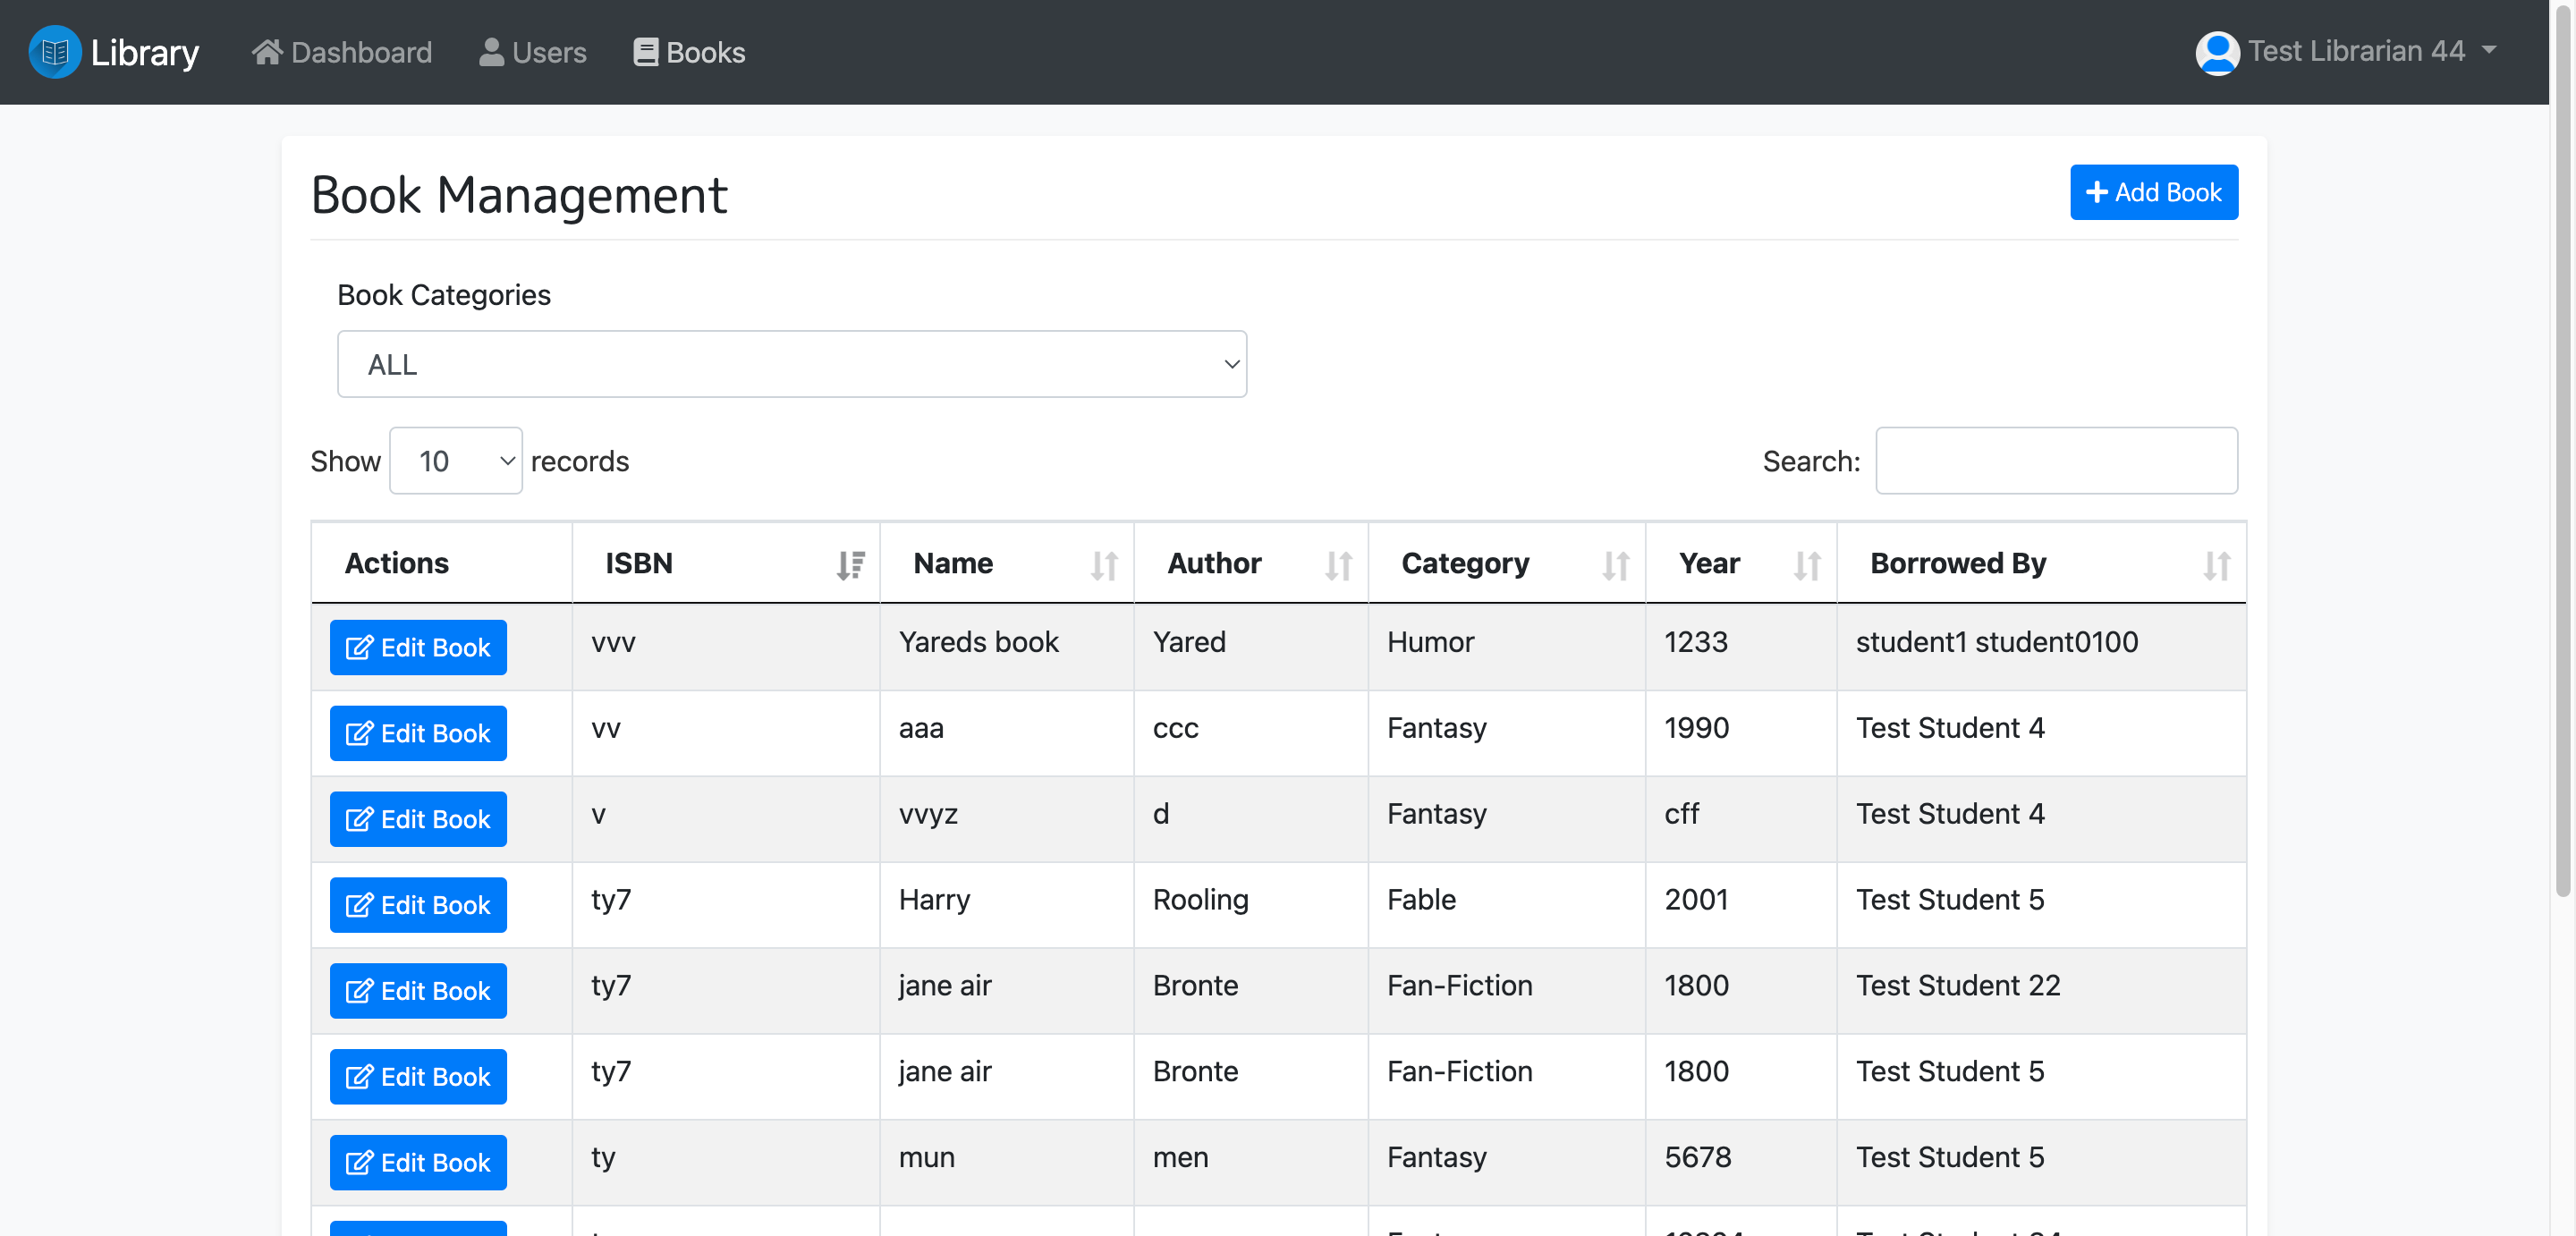 Library Dashboard Users Books Test Librarian 44
Book Management Add Book
Book Categories
ALL
Show 10 records Search:
Actions ISBN Name Author Category Year Borrowed By
Edit Book vvv Yareds book Yared Humor 1233 student1 student0100
Edit Book vv aaa ccc Fantasy 1990 Test Student 4
Edit Book v vvyz d Fantasy cff Test Student 4
Edit Book ty7 Harry Rooling Fable 2001 Test Student 5
Edit Book ty7 jane air Bronte Fan-Fiction 1800 Test Student 22
Edit Book ty7 jane air Bronte Fan-Fiction 1800 Test Student 5
Edit Book ty mun men Fantasy 5678 Test Student 5